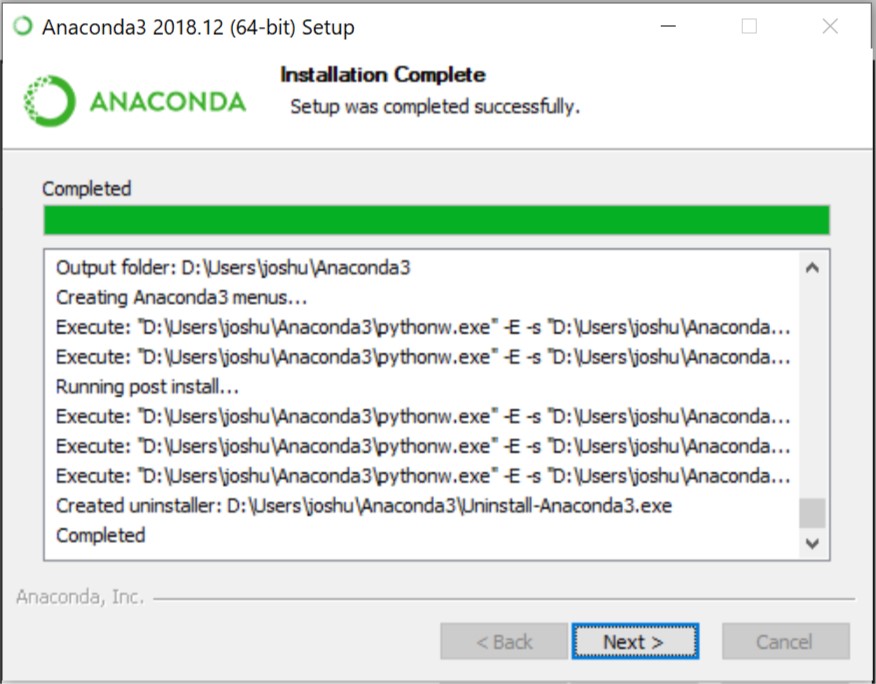 Anaconda3 2018.12 (64-bit) Setup
ANACONDA
Installation Complete
Setup was completed successfully.
Completed
Output folder: D:\Users\joshu\Anaconda3
Creating Anaconda3 menus...
Execute: "D:\Users\joshu\Anaconda3\pythonw.exe" -E -s "D:\Users\joshu\Anaconda...
Execute: "D:\Users\joshu\Anaconda3\pythonw.exe" -E -s "D:\Users\joshu\Anaconda...
Running post install...
Execute: "D:\Users\joshu\Anaconda3\pythonw.exe" -E -s "D:\Users\joshu\Anaconda...
Execute: "D:\Users\joshu\Anaconda3\pythonw.exe" -E -s "D:\Users\joshu\Anaconda...
Execute: "D:\Users\joshu\Anaconda3\pythonw.exe" -E -s "D:\Users\joshu\Anaconda...
Created uninstaller: D:\Users\joshu\Anaconda3\Uninstall-Anaconda3.exe
Completed
Anaconda, Inc.
< Back Next > Cancel